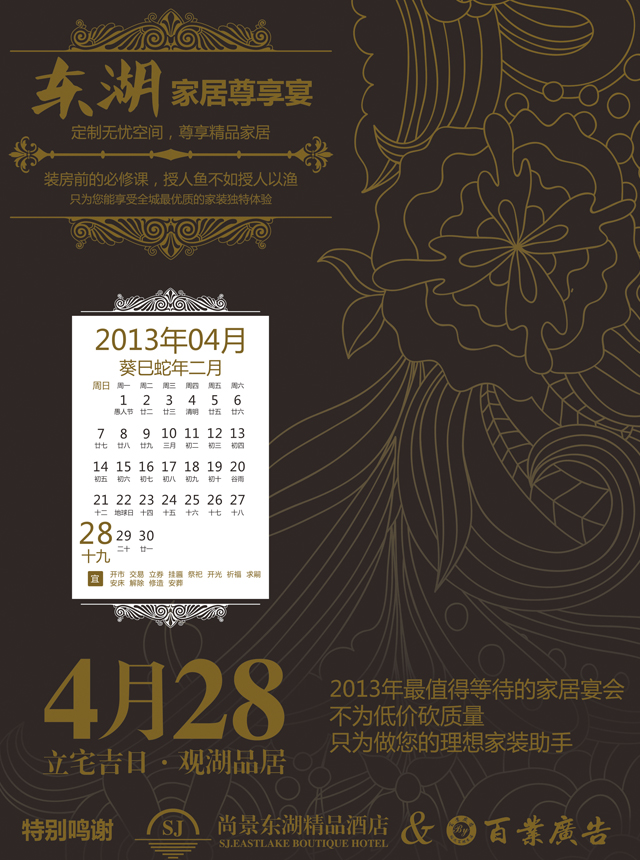 东湖 家居尊享宴
定制无忧空间，尊享精品家居
装房前的必修课，授人鱼不如授人以渔
只为您能享受全城最优质的家装独特体验
2013年04月
癸巳蛇年二月
周日 周一 周二 周三 周四 周五 周六
1 2 3 4 5 6
愚人节 廿二 廿三 清明 廿五 廿六
7 8 9 10 11 12 13
廿七 廿八 廿九 三月 初二 初三 初四
14 15 16 17 18 19 20
初五 初六 初七 初八 初九 初十 谷雨
21 22 23 24 25 26 27
十二 地球日 十四 十五 十六 十七 十八
28 29 30
十九 二十 廿一
宜 开市 交易 立券 挂匾 祭祀 开光 祈福 求嗣
安床 解除 修造 安葬
4月28
立宅吉日·观湖品居
2013年最值得等待的家居宴会
不为低价砍质量
只为做您的理想家装助手
特别鸣谢
SJ
尚景东湖精品酒店
SJ.EASTLAKE BOUTIQUE HOTEL
&
By
百業廣告